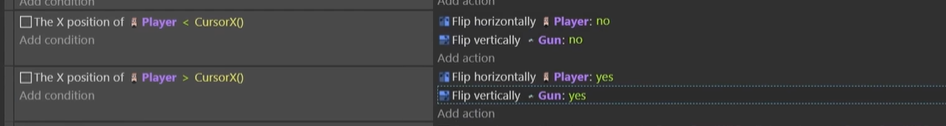 Add condition
Add action
The X position of Player < CursorX()
Flip horizontally Player: no
Add condition
Flip vertically Gun: no
Add action
The X position of Player > CursorX()
Flip horizontally Player: yes
Add condition
Flip vertically Gun: yes
Add action